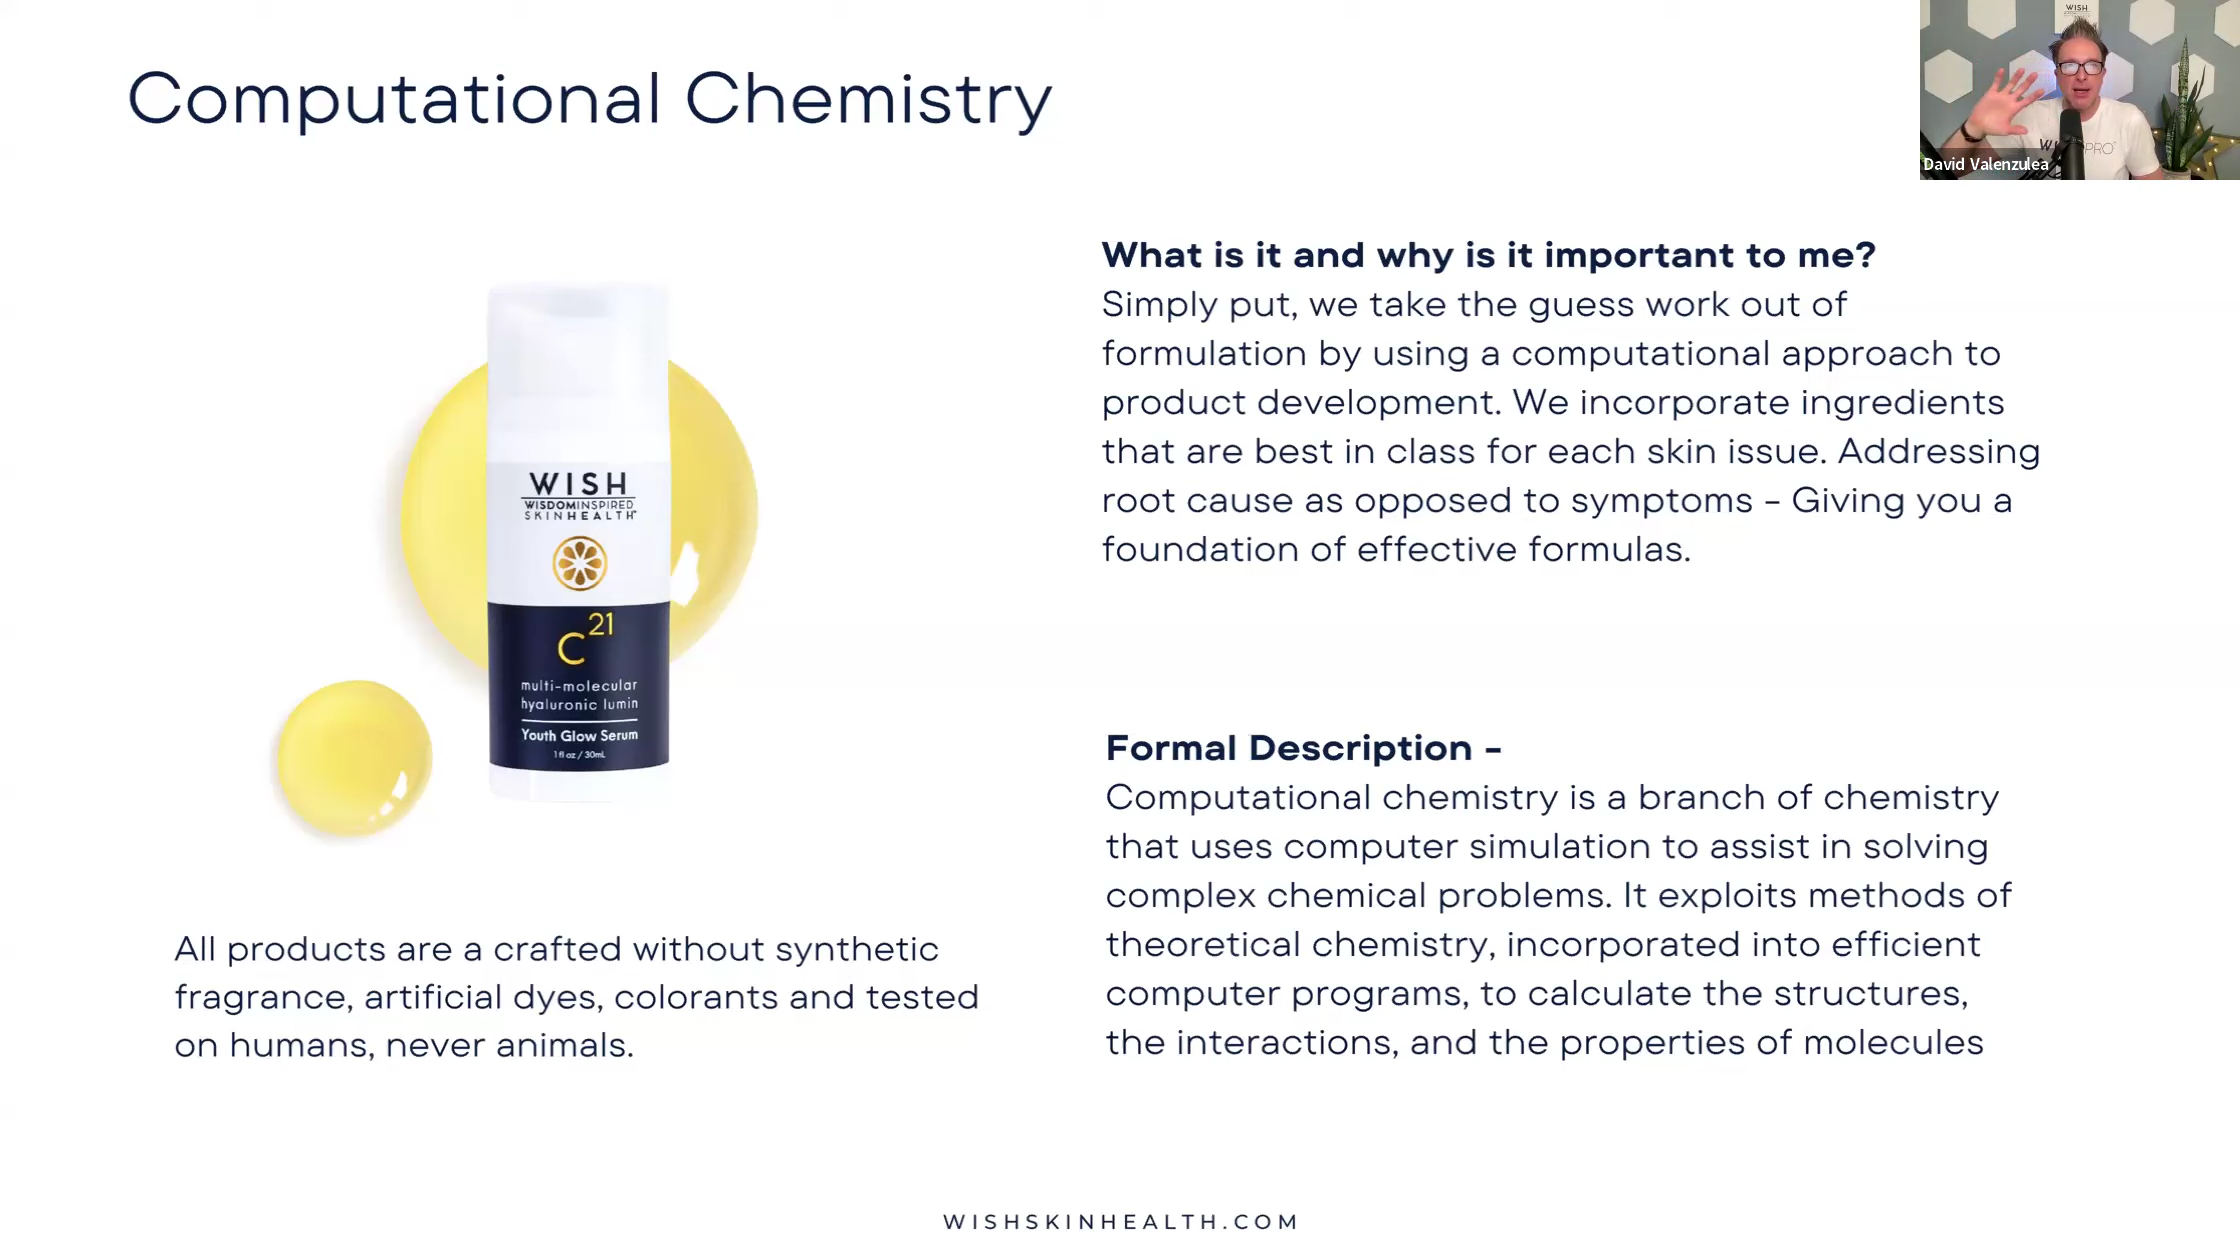 Computational Chemistry
WISH
David Valenzulea
What is it and why is it important to me?
Simply put, we take the guess work out of
formulation by using a computational approach to
product development. We incorporate ingredients
that are best in class for each skin issue. Addressing
root cause as opposed to symptoms – Giving you a
foundation of effective formulas.
WISH
WISDOMINSPIRED
SKINHEALTH
C21
multi-molecular
hyaluronic lumin
Youth Glow Serum
1 fl oz / 30mL
Formal Description –
Computational chemistry is a branch of chemistry
that uses computer simulation to assist in solving
complex chemical problems. It exploits methods of
theoretical chemistry, incorporated into efficient
computer programs, to calculate the structures,
the interactions, and the properties of molecules
All products are a crafted without synthetic
fragrance, artificial dyes, colorants and tested
on humans, never animals.
WISHSKINHEALTH.COM